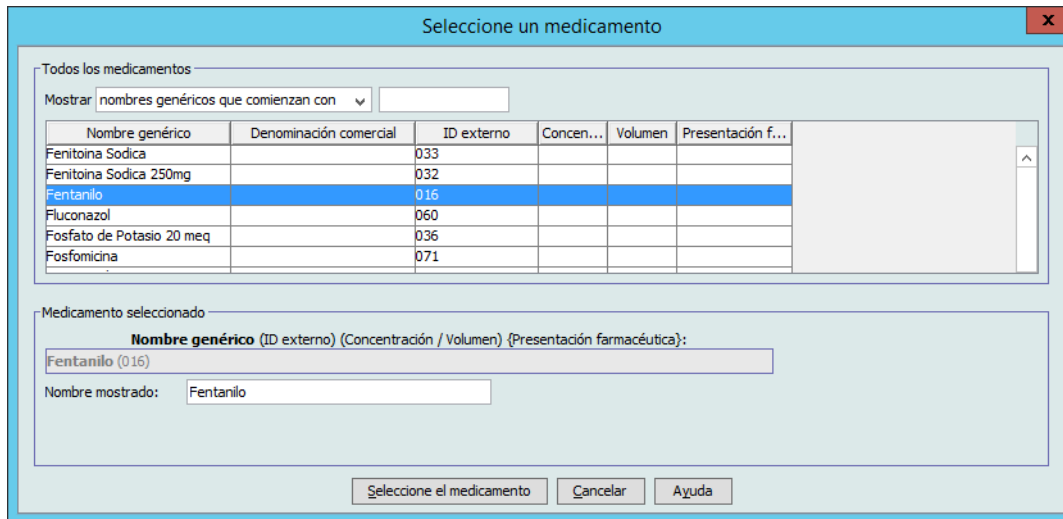 Seleccione un medicamento
x
Todos los medicamentos
Mostrar nombres genéricos que comienzan con
Nombre genérico Denominación comercial ID externo Concen... Volumen Presentación f...
Fenitoina Sodica 033
Fenitoina Sodica 250mg 032
Fentanilo 016
Fluconazol 060
Fosfato de Potasio 20 meq 036
Fosfomicina 071
Medicamento seleccionado
Nombre genérico (ID externo) (Concentración / Volumen) {Presentación farmacéutica}:
Fentanilo (016)
Nombre mostrado: Fentanilo
Seleccione el medicamento Cancelar Ayuda